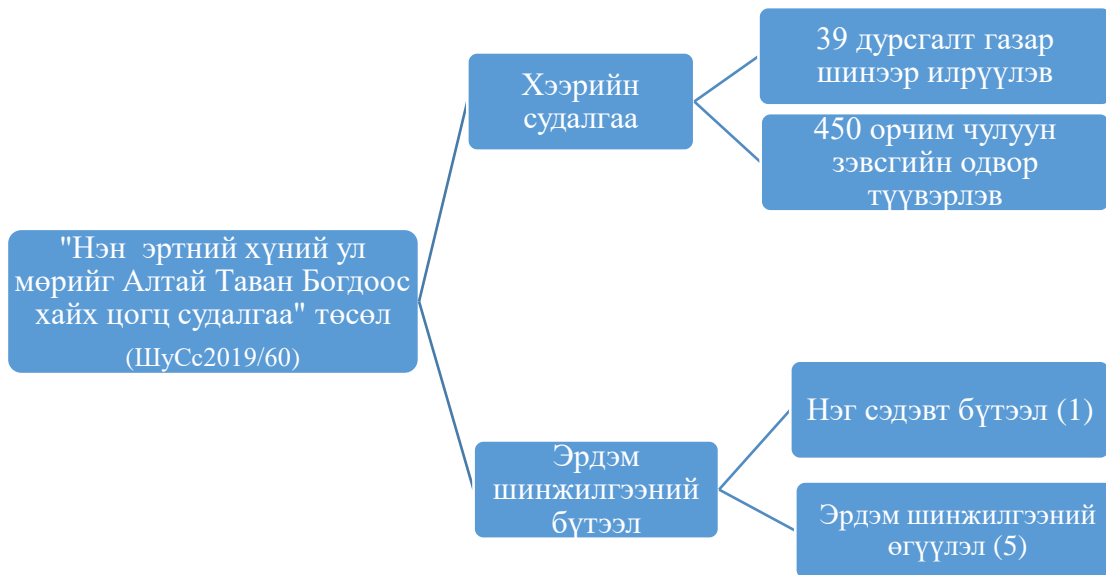 "Нэн эртний хүний ул
мөрийг Алтай Таван Богдоос
хайх цогц судалгаа" төсөл
(ШуСс2019/60)
Хээрийн
судалгаа
39 дурсгалт газар
шинээр илрүүлэв
450 орчим чулуун
зэвсгийн одвор
түүвэрлэв
Эрдэм
шинжилгээний
бүтээл
Нэг сэдэвт бүтээл (1)
Эрдэм шинжилгээний
өгүүлэл (5)